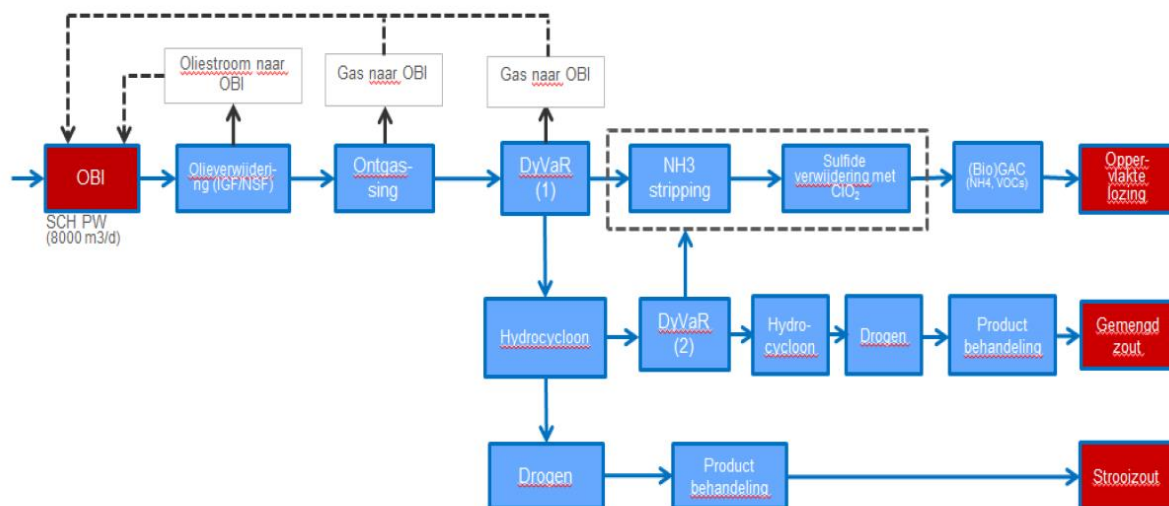 Oliestroom naar
OBI
Gas naar OBI
Gas naar OBI
OBI
SCH PW
(8000 m3/d)
Olieverwijder-
ing (IGF/NSF)
Ontgas-
sing
DyVaR
(1)
NH3
stripping
Sulfide
verwijdering met
ClO₂
(Bio)GAC
(NH4, VOCs)
Opper-
vlakte
lozing
Hydrocycloon
DyVaR
(2)
Hydro-
cycloon
Drogen
Product
behandeling
Gemengd
zout
Drogen
Product
behandeling
Strooizout